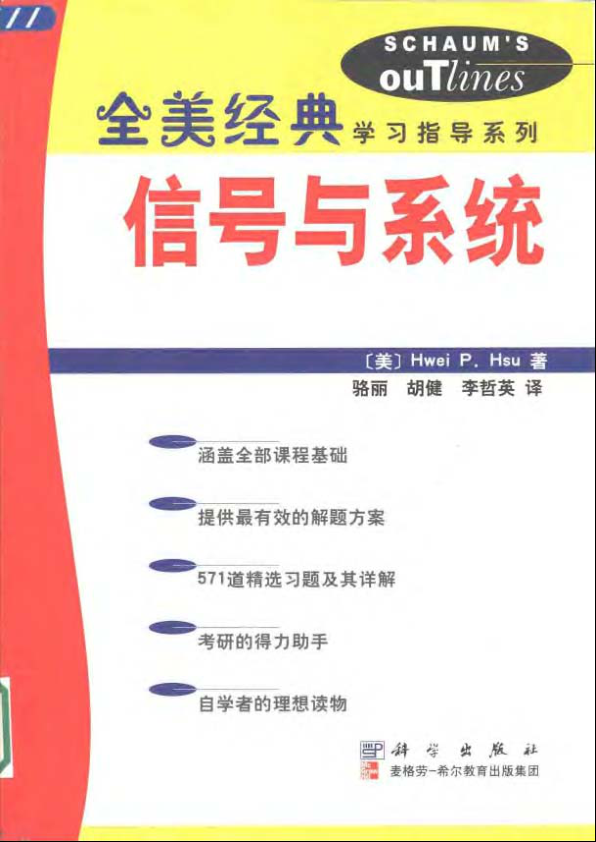 SCHAUM'S
ouTlines
全美经典学习指导系列
信号与系统
〔美〕Hwei P. Hsu 著
骆丽 胡健 李哲英 译
涵盖全部课程基础
提供最有效的解题方案
571道精选习题及其详解
考研的得力助手
自学者的理想读物
科学出版社
麦格劳-希尔教育出版集团